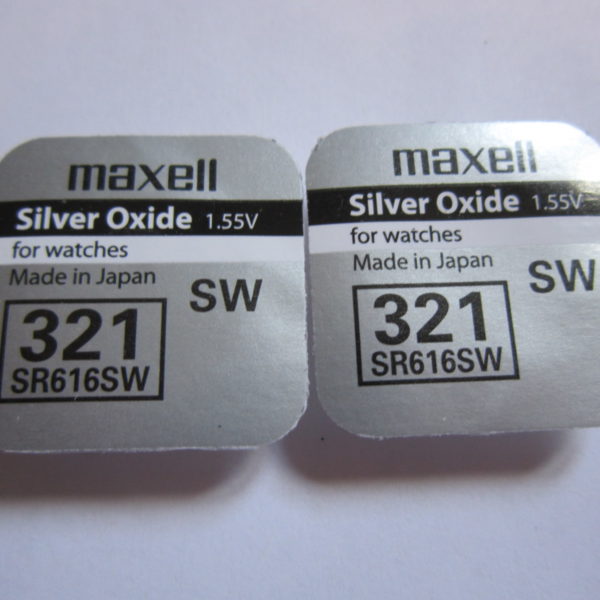 maxell
Silver Oxide 1.55V
for watches
Made in Japan
SW
321
SR616SW
maxell
Silver Oxide 1.55V
for watches
Made in Japan
SW
321
SR616SW